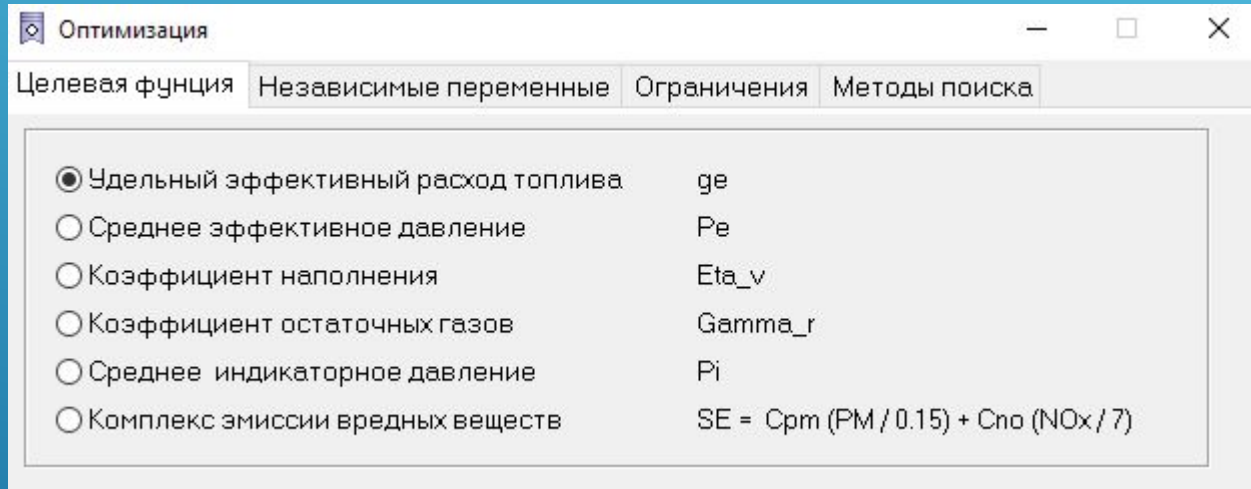 Оптимизация
Целевая фунция Независимые переменные Ограничения Методы поиска
Удельный эффективный расход топлива ge
Среднее эффективное давление Pe
Коэффициент наполнения Eta_v
Коэффициент остаточных газов Gamma_r
Среднее индикаторное давление Pi
Комплекс эмиссии вредных веществ SE = Cpm (PM / 0.15) + Cno (NOx / 7)